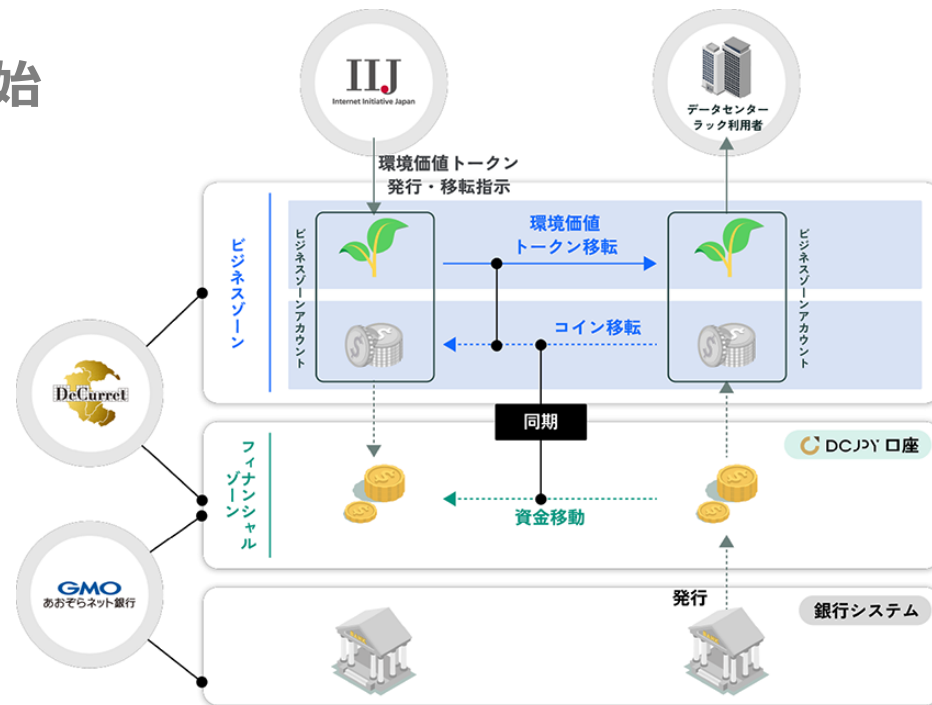 始
IIJ
Internet Initiative Japan
データセンター
ラック利用者
環境価値トークン
発行・移転指示
ビジネスゾーン
ビジネスゾーンアカウント
環境価値
トークン移転
コイン移転
ビジネスゾーンアカウント
DeCurret
同期
フィナンシャル
ゾーン
DCJPY 口座
資金移動
GMO
あおぞらネット銀行
発行
銀行システム